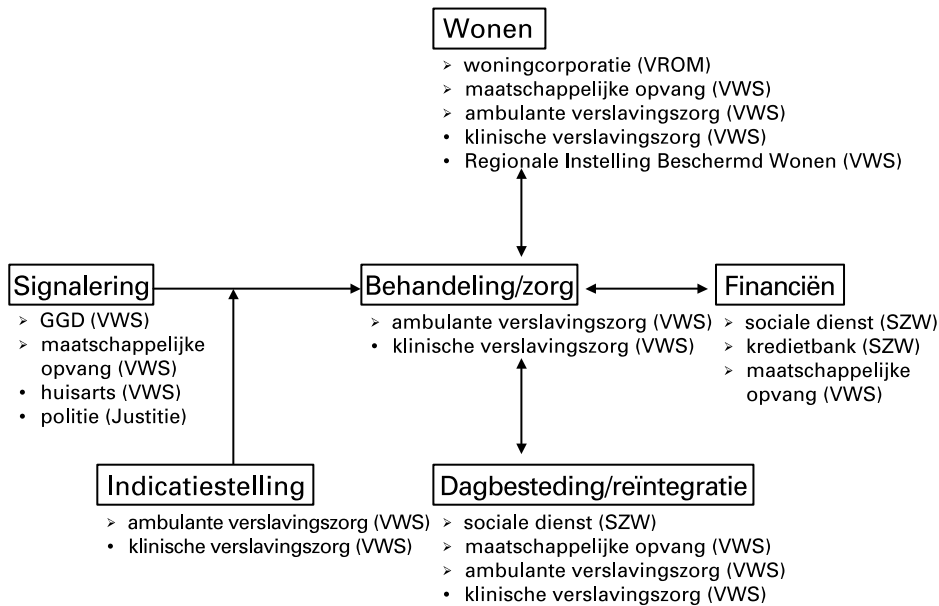 Wonen
➢ woningcorporatie (VROM)
➢ maatschappelijke opvang (VWS)
➢ ambulante verslavingszorg (VWS)
• klinische verslavingszorg (VWS)
• Regionale Instelling Beschermd Wonen (VWS)
Signalering
➢ GGD (VWS)
➢ maatschappelijke
opvang (VWS)
• huisarts (VWS)
• politie (Justitie)
Behandeling/zorg
➢ ambulante verslavingszorg (VWS)
• klinische verslavingszorg (VWS)
Financiën
➢ sociale dienst (SZW)
➢ kredietbank (SZW)
➢ maatschappelijke
opvang (VWS)
Indicatiestelling
➢ ambulante verslavingszorg (VWS)
• klinische verslavingszorg (VWS)
Dagbesteding/reïntegratie
➢ sociale dienst (SZW)
➢ maatschappelijke opvang (VWS)
➢ ambulante verslavingszorg (VWS)
• klinische verslavingszorg (VWS)